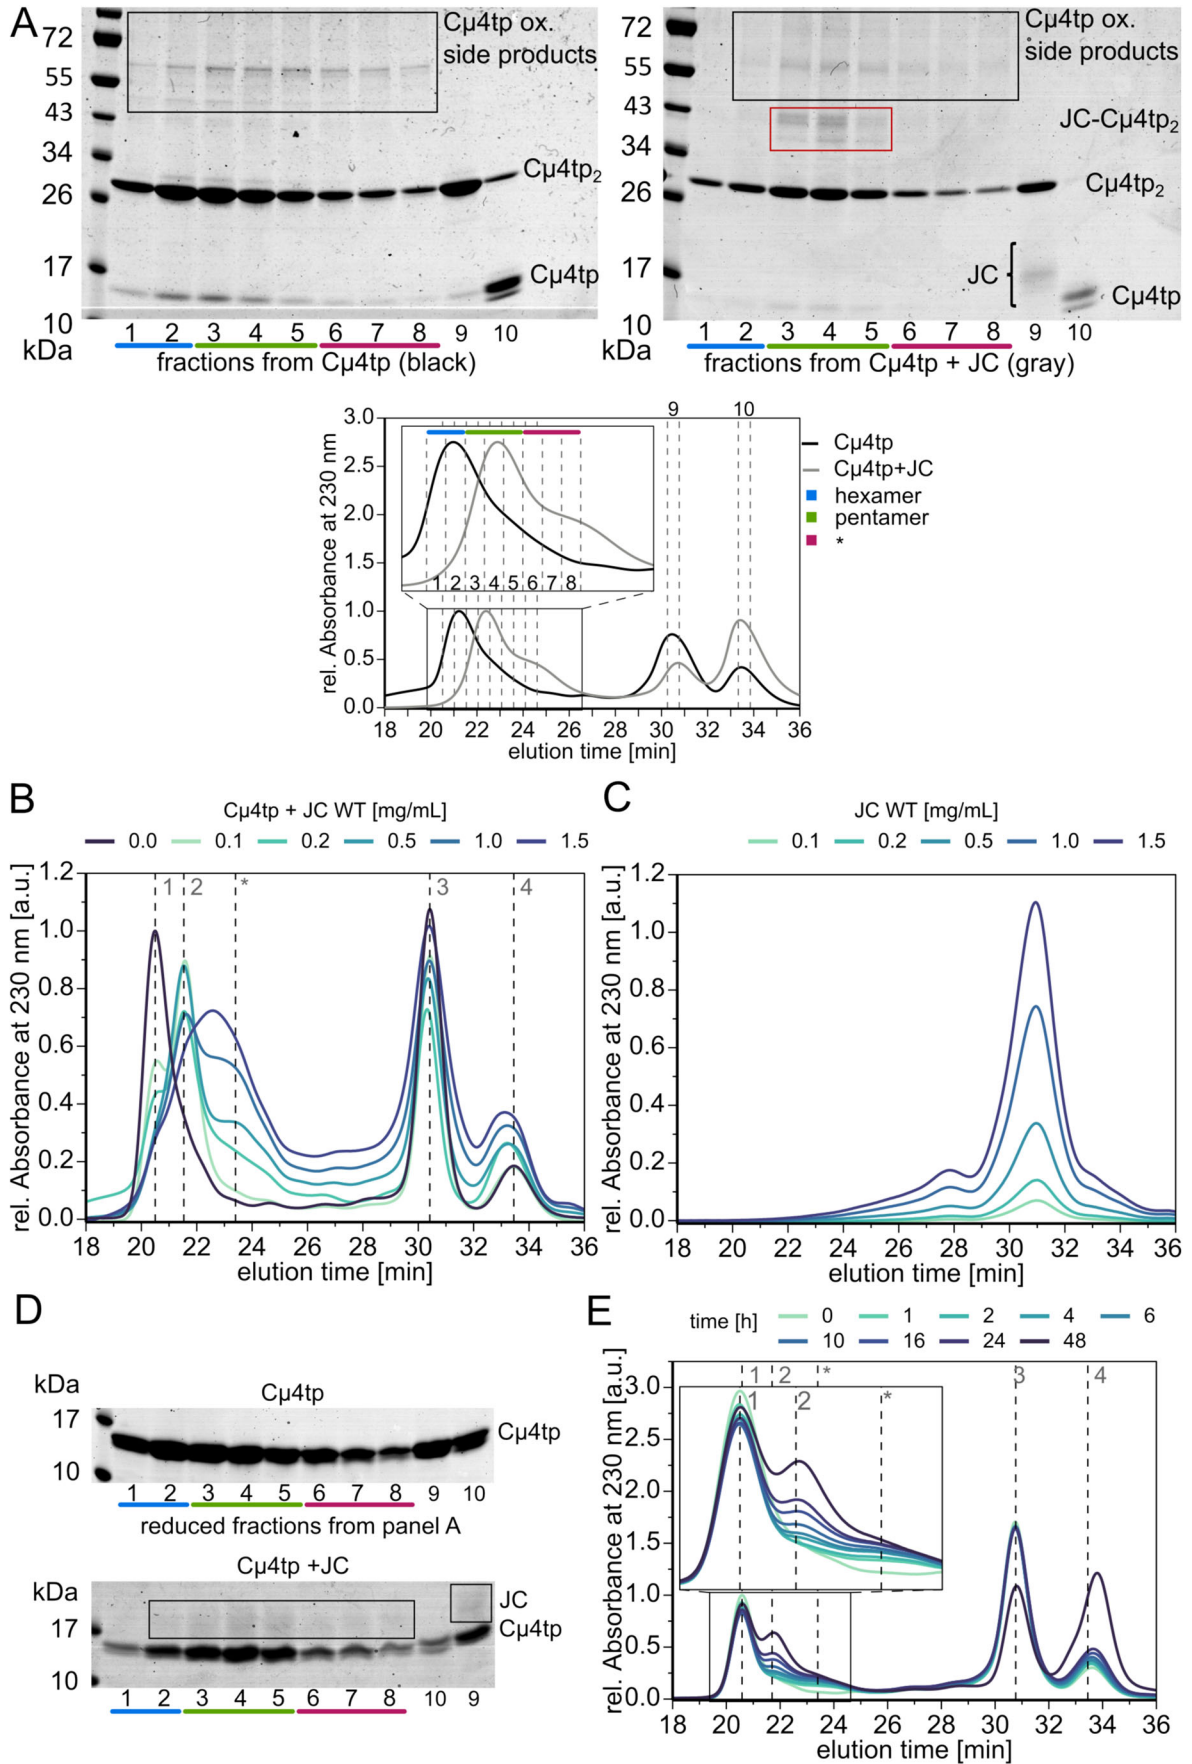 A
72
55
43
34
26
17
10
kDa
Cµ4tp ox.
side products
Cµ4tp₂
Cµ4tp
1 2 3 4 5 6 7 8 9 10
fractions from Cµ4tp (black)
72
55
43
34
26
17
10
kDa
Cµ4tp ox.
side products
JC-Cµ4tp₂
Cµ4tp₂
JC
Cµ4tp
1 2 3 4 5 6 7 8 9 10
fractions from Cµ4tp + JC (gray)
rel. Absorbance at 230 nm
3.0
2.5
2.0
1.5
1.0
0.5
0.0
1 2 3 4 5 6 7 8
9 10
18 20 22 24 26 28 30 32 34 36
elution time [min]
Cµ4tp
Cµ4tp+JC
hexamer
pentamer
*
B
Cµ4tp + JC WT [mg/mL]
0.0 0.1 0.2 0.5 1.0 1.5
rel. Absorbance at 230 nm [a.u.]
1.2
1.0
0.8
0.6
0.4
0.2
0.0
1 2 * 3 4
18 20 22 24 26 28 30 32 34 36
elution time [min]
C
JC WT [mg/mL]
0.1 0.2 0.5 1.0 1.5
rel. Absorbance at 230 nm [a.u.]
1.2
1.0
0.8
0.6
0.4
0.2
0.0
18 20 22 24 26 28 30 32 34 36
elution time [min]
D
kDa
Cµ4tp
17
10
Cµ4tp
1 2 3 4 5 6 7 8 9 10
reduced fractions from panel A
Cµ4tp +JC
kDa
17
10
JC
Cµ4tp
1 2 3 4 5 6 7 8 10 9
E
time [h]
0 1 2 4 6
10 16 24 48
rel. Absorbance at 230 nm [a.u.]
3.0
2.5
2.0
1.5
1.0
0.5
0.0
1 2 * 3 4
1 2 *
18 20 22 24 26 28 30 32 34 36
elution time [min]